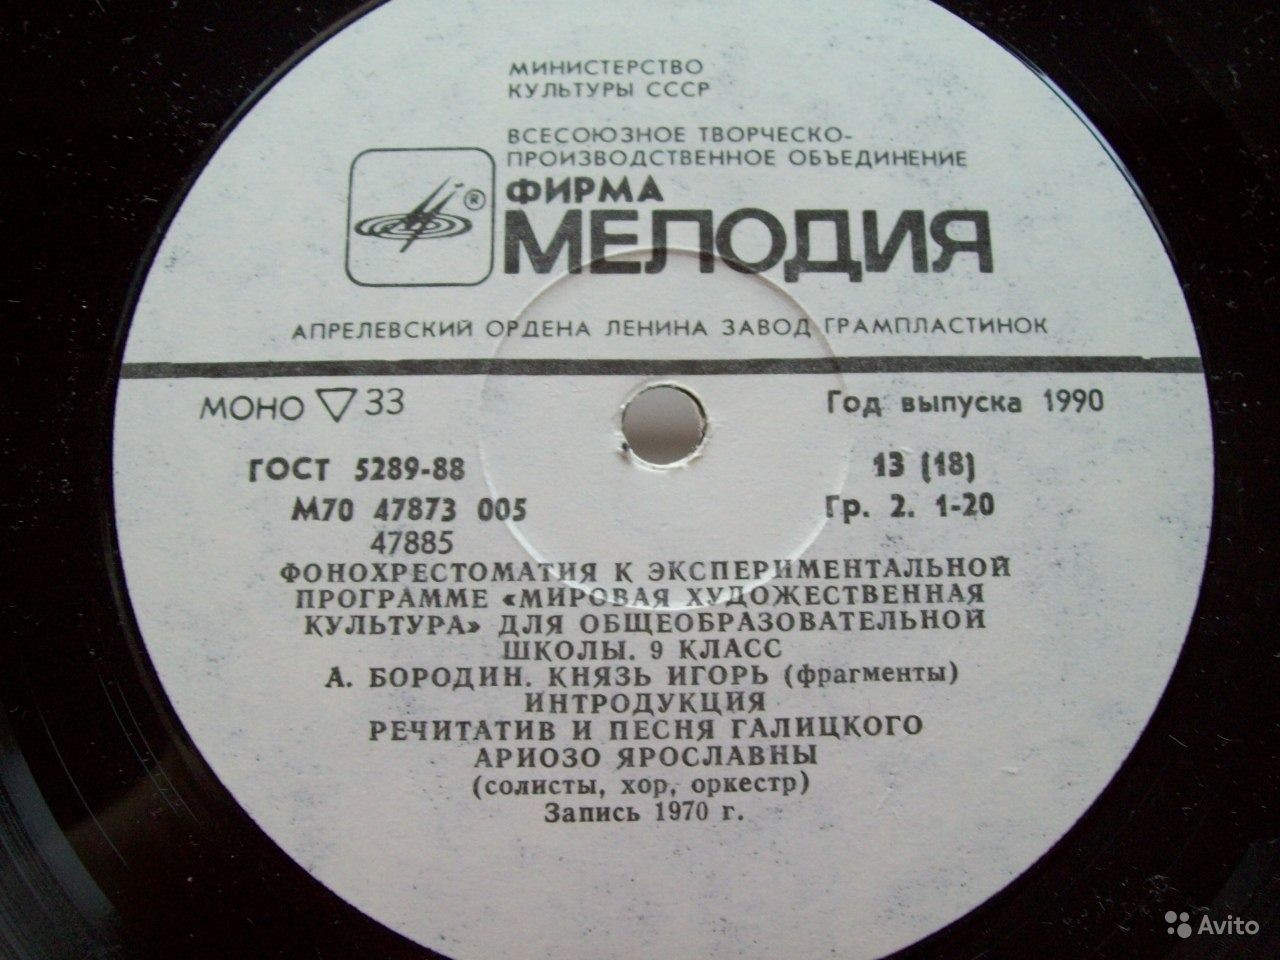 МИНИСТЕРСТВО
КУЛЬТУРЫ СССР
ВСЕСОЮЗНОЕ ТВОРЧЕСКО-
ПРОИЗВОДСТВЕННОЕ ОБЪЕДИНЕНИЕ
ФИРМА
®
МЕЛОДИЯ
АПРЕЛЕВСКИЙ ОРДЕНА ЛЕНИНА ЗАВОД ГРАМПЛАСТИНОК
МОНО ▽ 33
Год выпуска 1990
ГОСТ 5289-88
13 (18)
М70 47873 005
Гр. 2. 1-20
47885
ФОНОХРЕСТОМАТИЯ К ЭКСПЕРИМЕНТАЛЬНОЙ
ПРОГРАММЕ «МИРОВАЯ ХУДОЖЕСТВЕННАЯ
КУЛЬТУРА» ДЛЯ ОБЩЕОБРАЗОВАТЕЛЬНОЙ
ШКОЛЫ. 9 КЛАСС
А. БОРОДИН. КНЯЗЬ ИГОРЬ (фрагменты)
ИНТРОДУКЦИЯ
РЕЧИТАТИВ И ПЕСНЯ ГАЛИЦКОГО
АРИОЗО ЯРОСЛАВНЫ
(солисты, хор, оркестр)
Запись 1970 г.
Avito